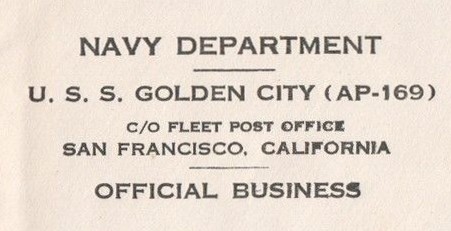 NAVY DEPARTMENT
U. S. S. GOLDEN CITY (AP-169)
C/O FLEET POST OFFICE
SAN FRANCISCO, CALIFORNIA
OFFICIAL BUSINESS